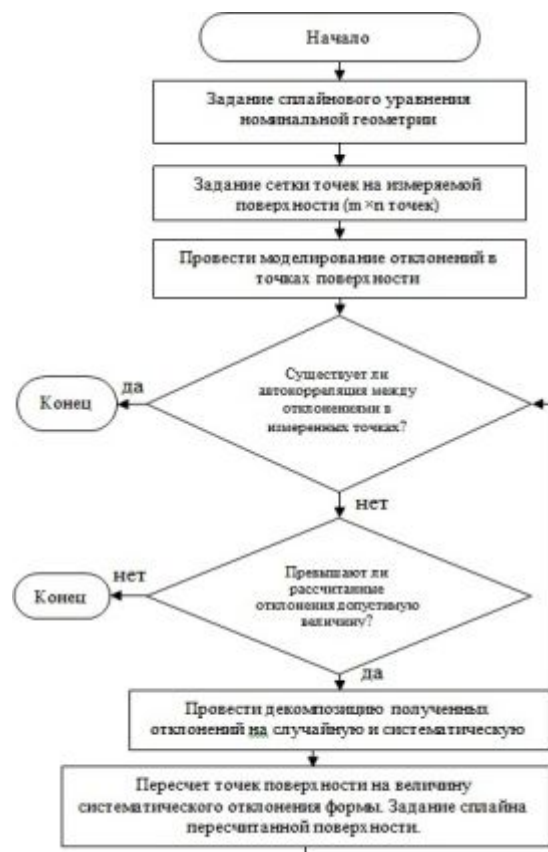 Начало
Задание сплайнового уравнения
номинальной геометрии
Задание сетки точек на измеряемой
поверхности (m ×n точек)
Провести моделирование отклонений в
точках поверхности
Существует ли
автокорреляция между
отклонениями в
измеренных точках?
да
Конец
нет
Превышают ли
рассчитанные
отклонения допустимую
величину?
нет
Конец
да
Провести декомпозицию полученных
отклонений на случайную и систематическую
Пересчет точек поверхности на величину
систематического отклонения формы. Задание сплайна
пересчитанной поверхности.